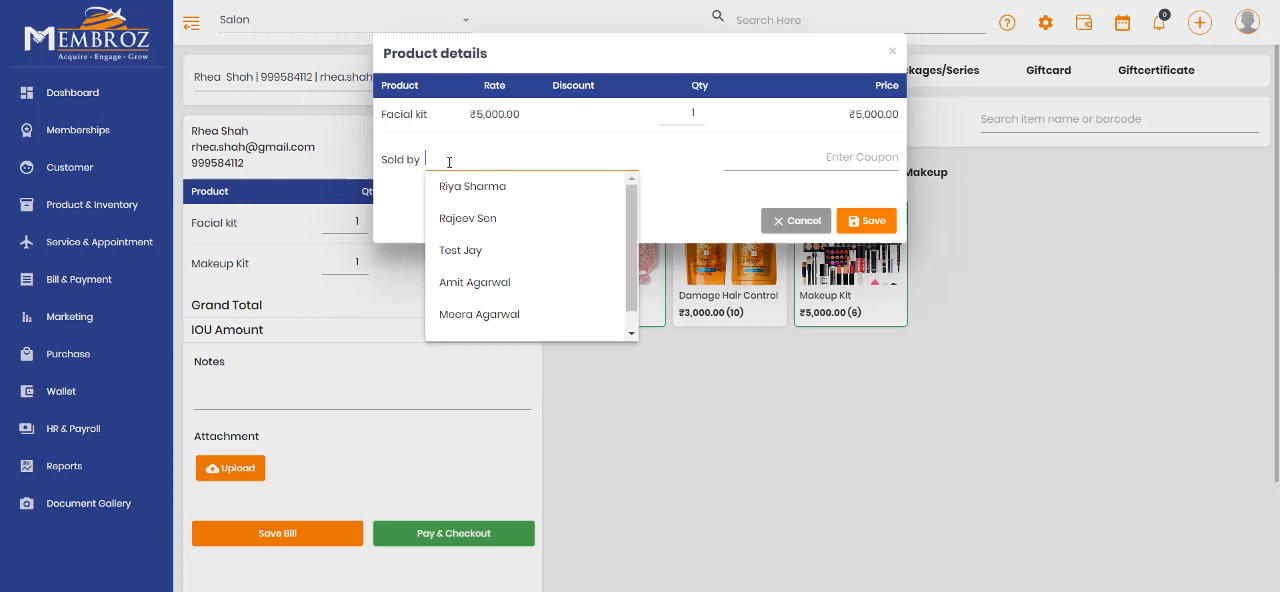 MEMBROZ
Acquire - Engage - Grow
Dashboard
Memberships
Customer
Product & Inventory
Service & Appointment
Bill & Payment
Marketing
Purchase
Wallet
HR & Payroll
Reports
Document Gallery
Salon
Search Here
0
Rhea Shah | 999584112 | rhea.shah
ckages/Series
Giftcard
Giftcertificate
Search item name or barcode
Rhea Shah
rhea.shah@gmail.com
999584112
Product Qt
Facial kit 1
Makeup Kit 1
Grand Total
IOU Amount
Notes
Attachment
Upload
Save Bill
Pay & Checkout
Product details
×
Product Rate Discount Qty Price
Facial kit ₹5,000.00 1 ₹5,000.00
Sold by
Enter Coupon
Riya Sharma
Rajeev Sen
Test Jay
Amit Agarwal
Meera Agarwal
Cancel
Save
Makeup
Damage Hair Control
₹3,000.00 (10)
Makeup Kit
₹5,000.00 (6)